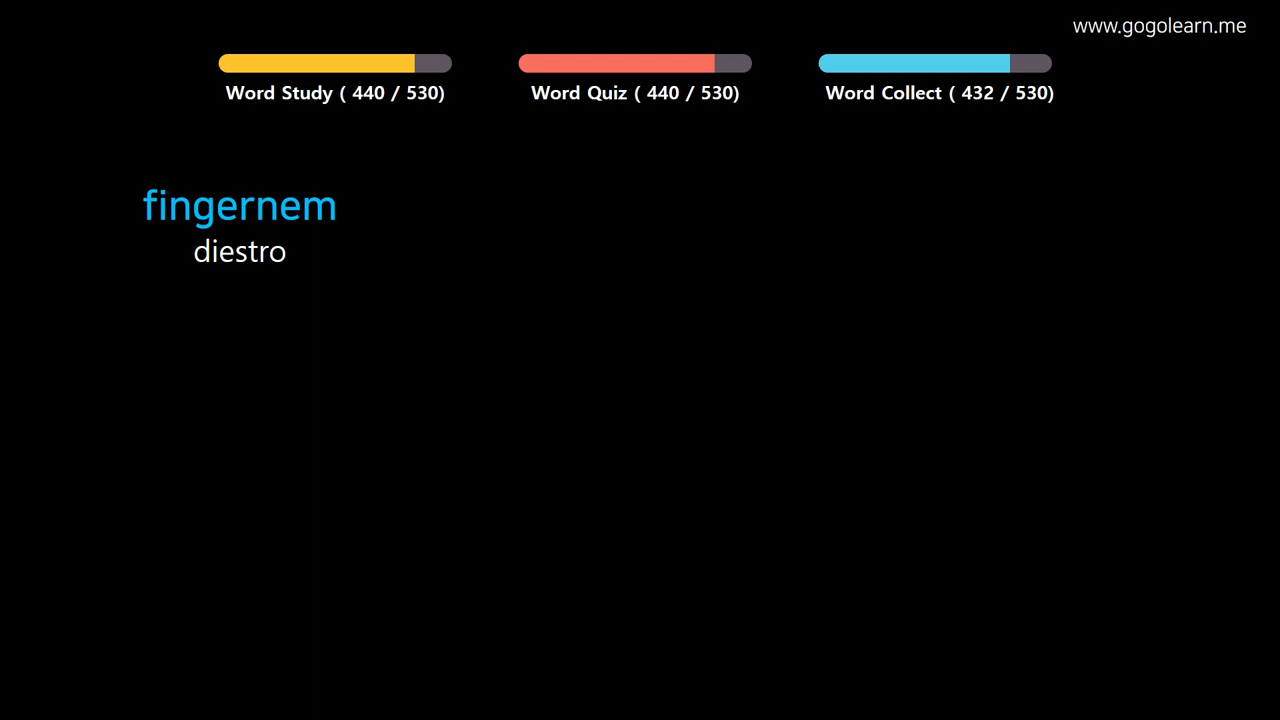 www.gogolearn.me
Word Study ( 440 / 530)
Word Quiz ( 440 / 530)
Word Collect ( 432 / 530)
fingernem
diestro